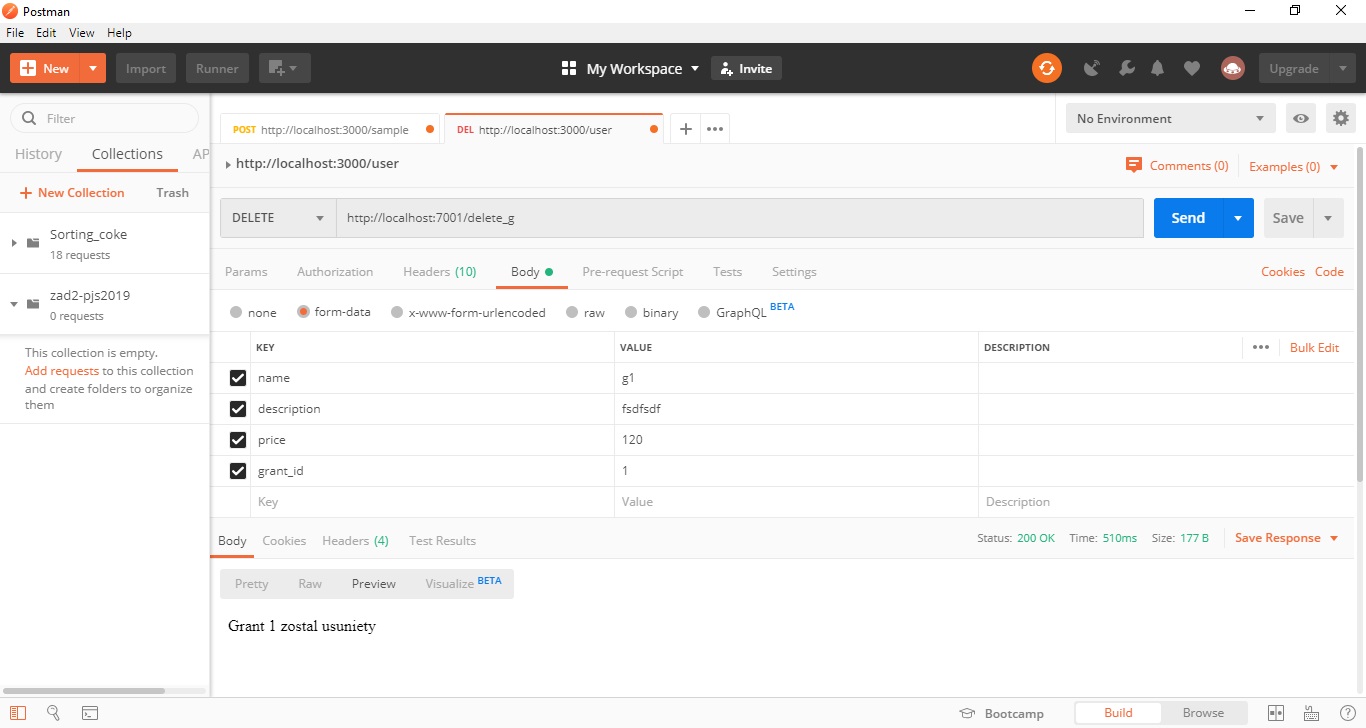 Postman
File Edit View Help
New Import Runner My Workspace Invite Upgrade
Filter
History Collections AP
New Collection Trash
Sorting_coke
18 requests
zad2-pjs2019
0 requests
This collection is empty.
Add requests to this collection
and create folders to organize
them
POST http://localhost:3000/sample DEL http://localhost:3000/user No Environment
http://localhost:3000/user Comments (0) Examples (0)
DELETE http://localhost:7001/delete_g Send Save
Params Authorization Headers (10) Body Pre-request Script Tests Settings Cookies Code
none form-data x-www-form-urlencoded raw binary GraphQL BETA
KEY VALUE DESCRIPTION Bulk Edit
name g1
description fsdfsdf
price 120
grant_id 1
Key Value Description
Body Cookies Headers (4) Test Results Status: 200 OK Time: 510ms Size: 177 B Save Response
Pretty Raw Preview Visualize BETA
Grant 1 zostal usuniety
Bootcamp Build Browse